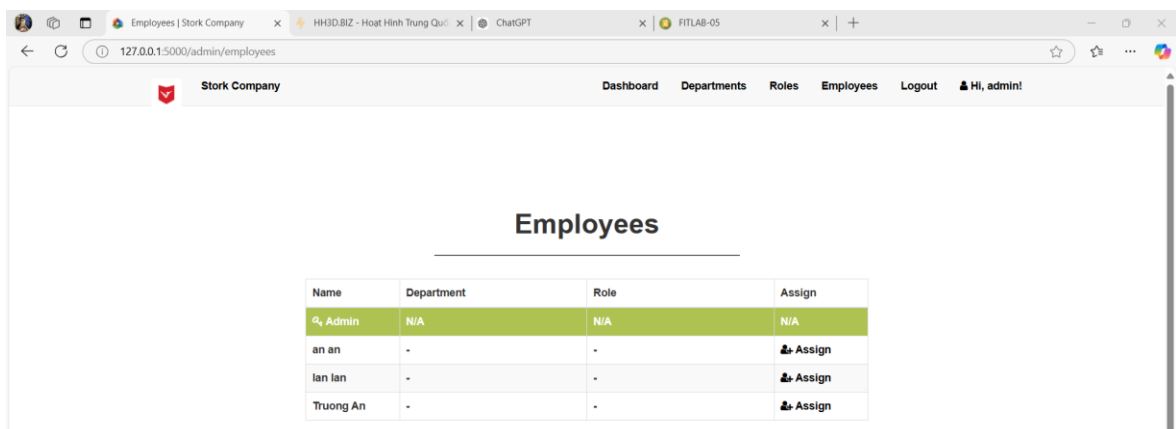 Employees | Stork Company
HH3D.BIZ - Hoạt Hình Trung Quố
ChatGPT
FITLAB-05
127.0.0.1:5000/admin/employees
Stork Company
Dashboard
Departments
Roles
Employees
Logout
Hi, admin!
Employees
Name Department Role Assign
Admin N/A N/A N/A
an an - - Assign
lan lan - - Assign
Truong An - - Assign